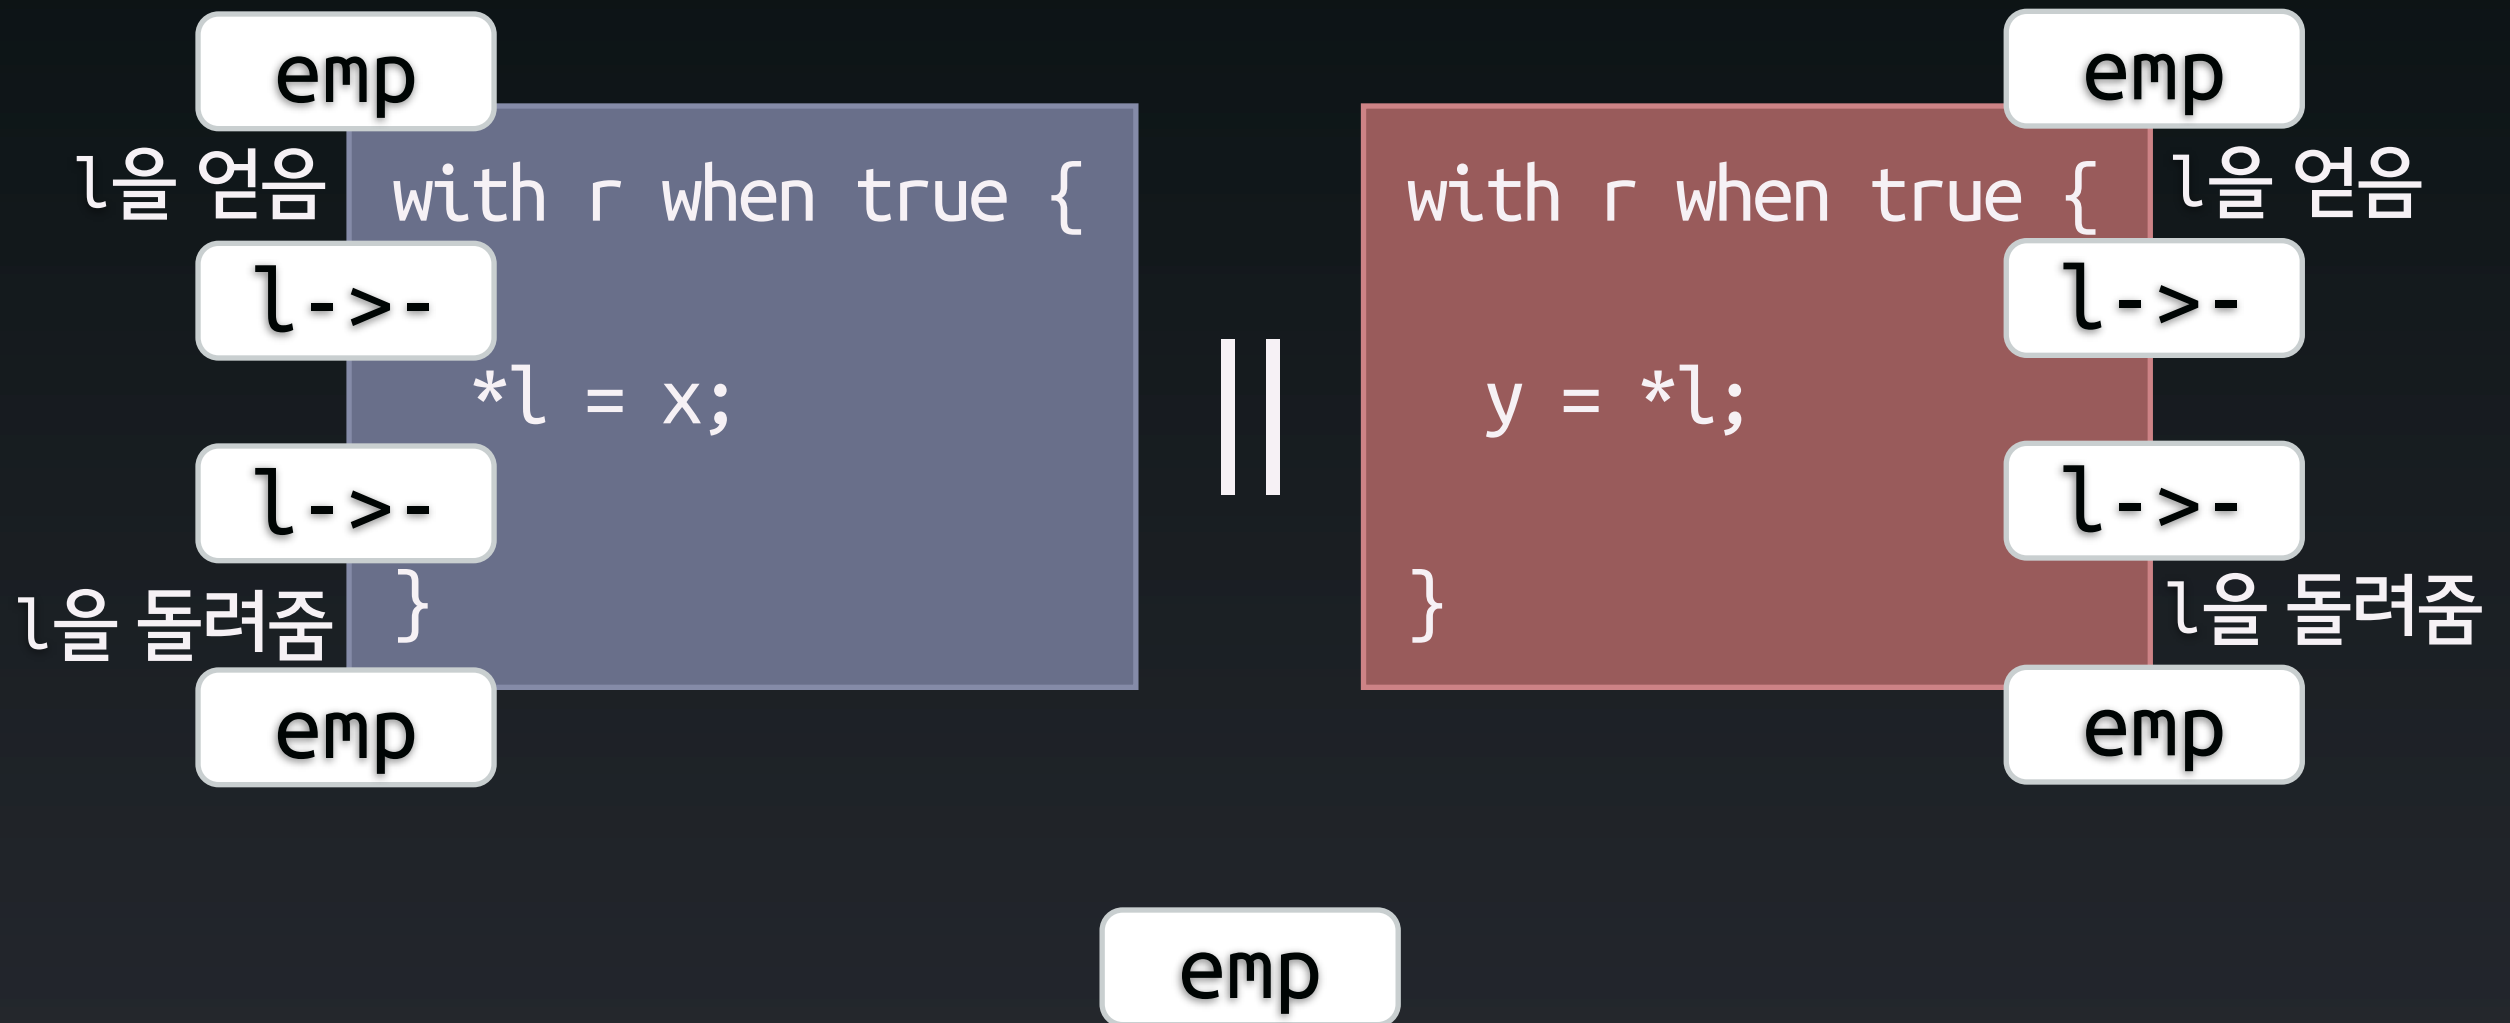 emp
l을 얻음
with r when true {
l->-
*l = x;
l->-
}
l을 돌려줌
emp
||
emp
with r when true {
l을 얻음
l->-
y = *l;
l->-
}
l을 돌려줌
emp
emp